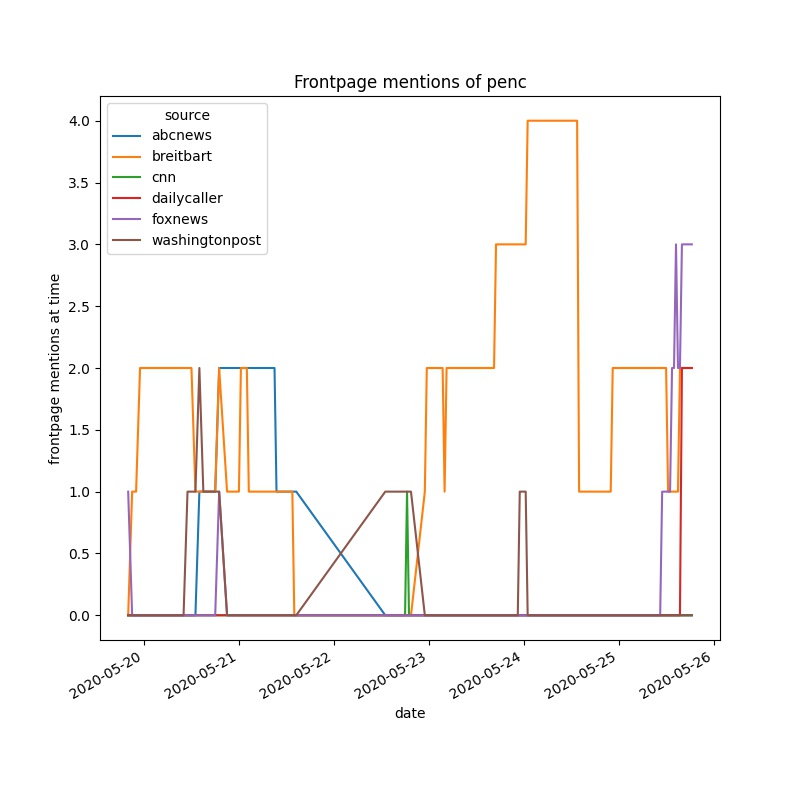 Frontpage mentions of penc
source
abcnews
breitbart
cnn
dailycaller
foxnews
washingtonpost
frontpage mentions at time
4.0
3.5
3.0
2.5
2.0
1.5
1.0
0.5
0.0
2020-05-20
2020-05-21
2020-05-22
2020-05-23
2020-05-24
2020-05-25
2020-05-26
date